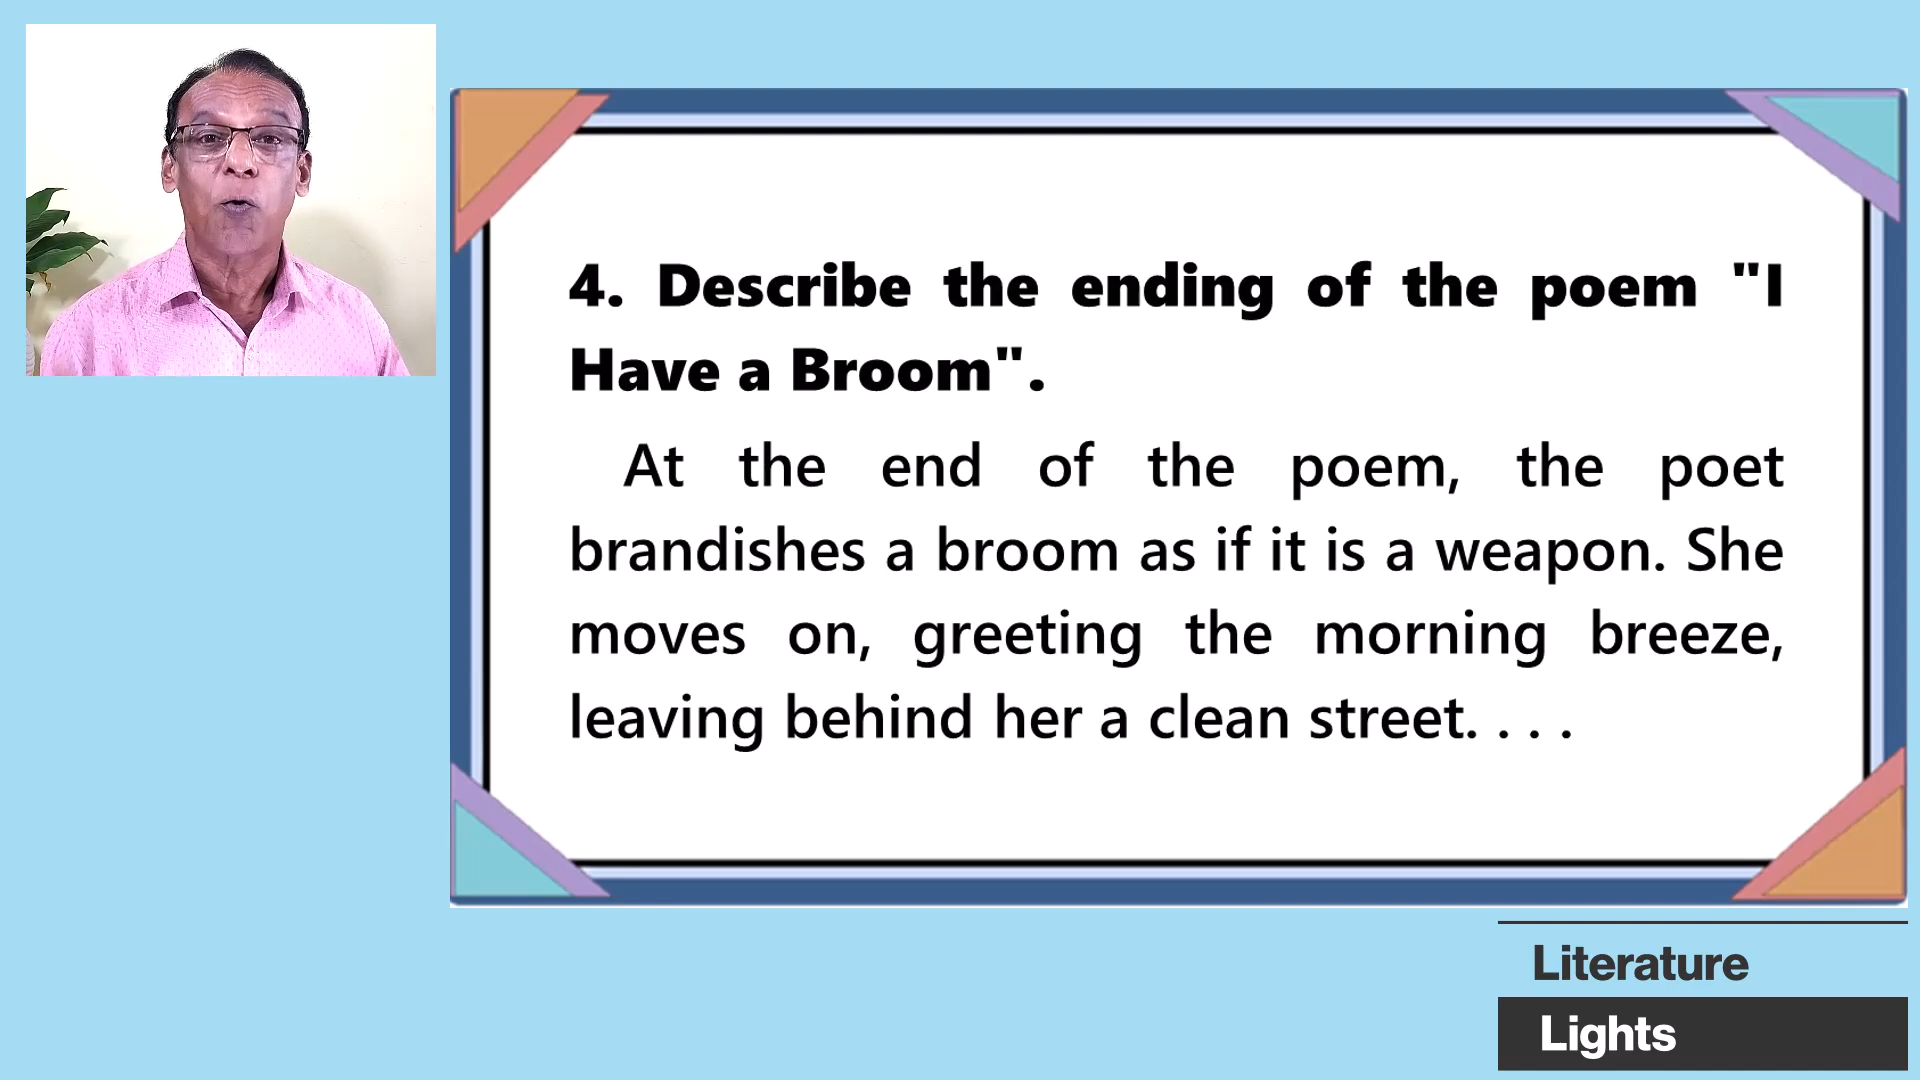 4. Describe the ending of the poem "I
Have a Broom".
At the end of the poem, the poet
brandishes a broom as if it is a weapon. She
moves on, greeting the morning breeze,
leaving behind her a clean street. . . .
Literature
Lights